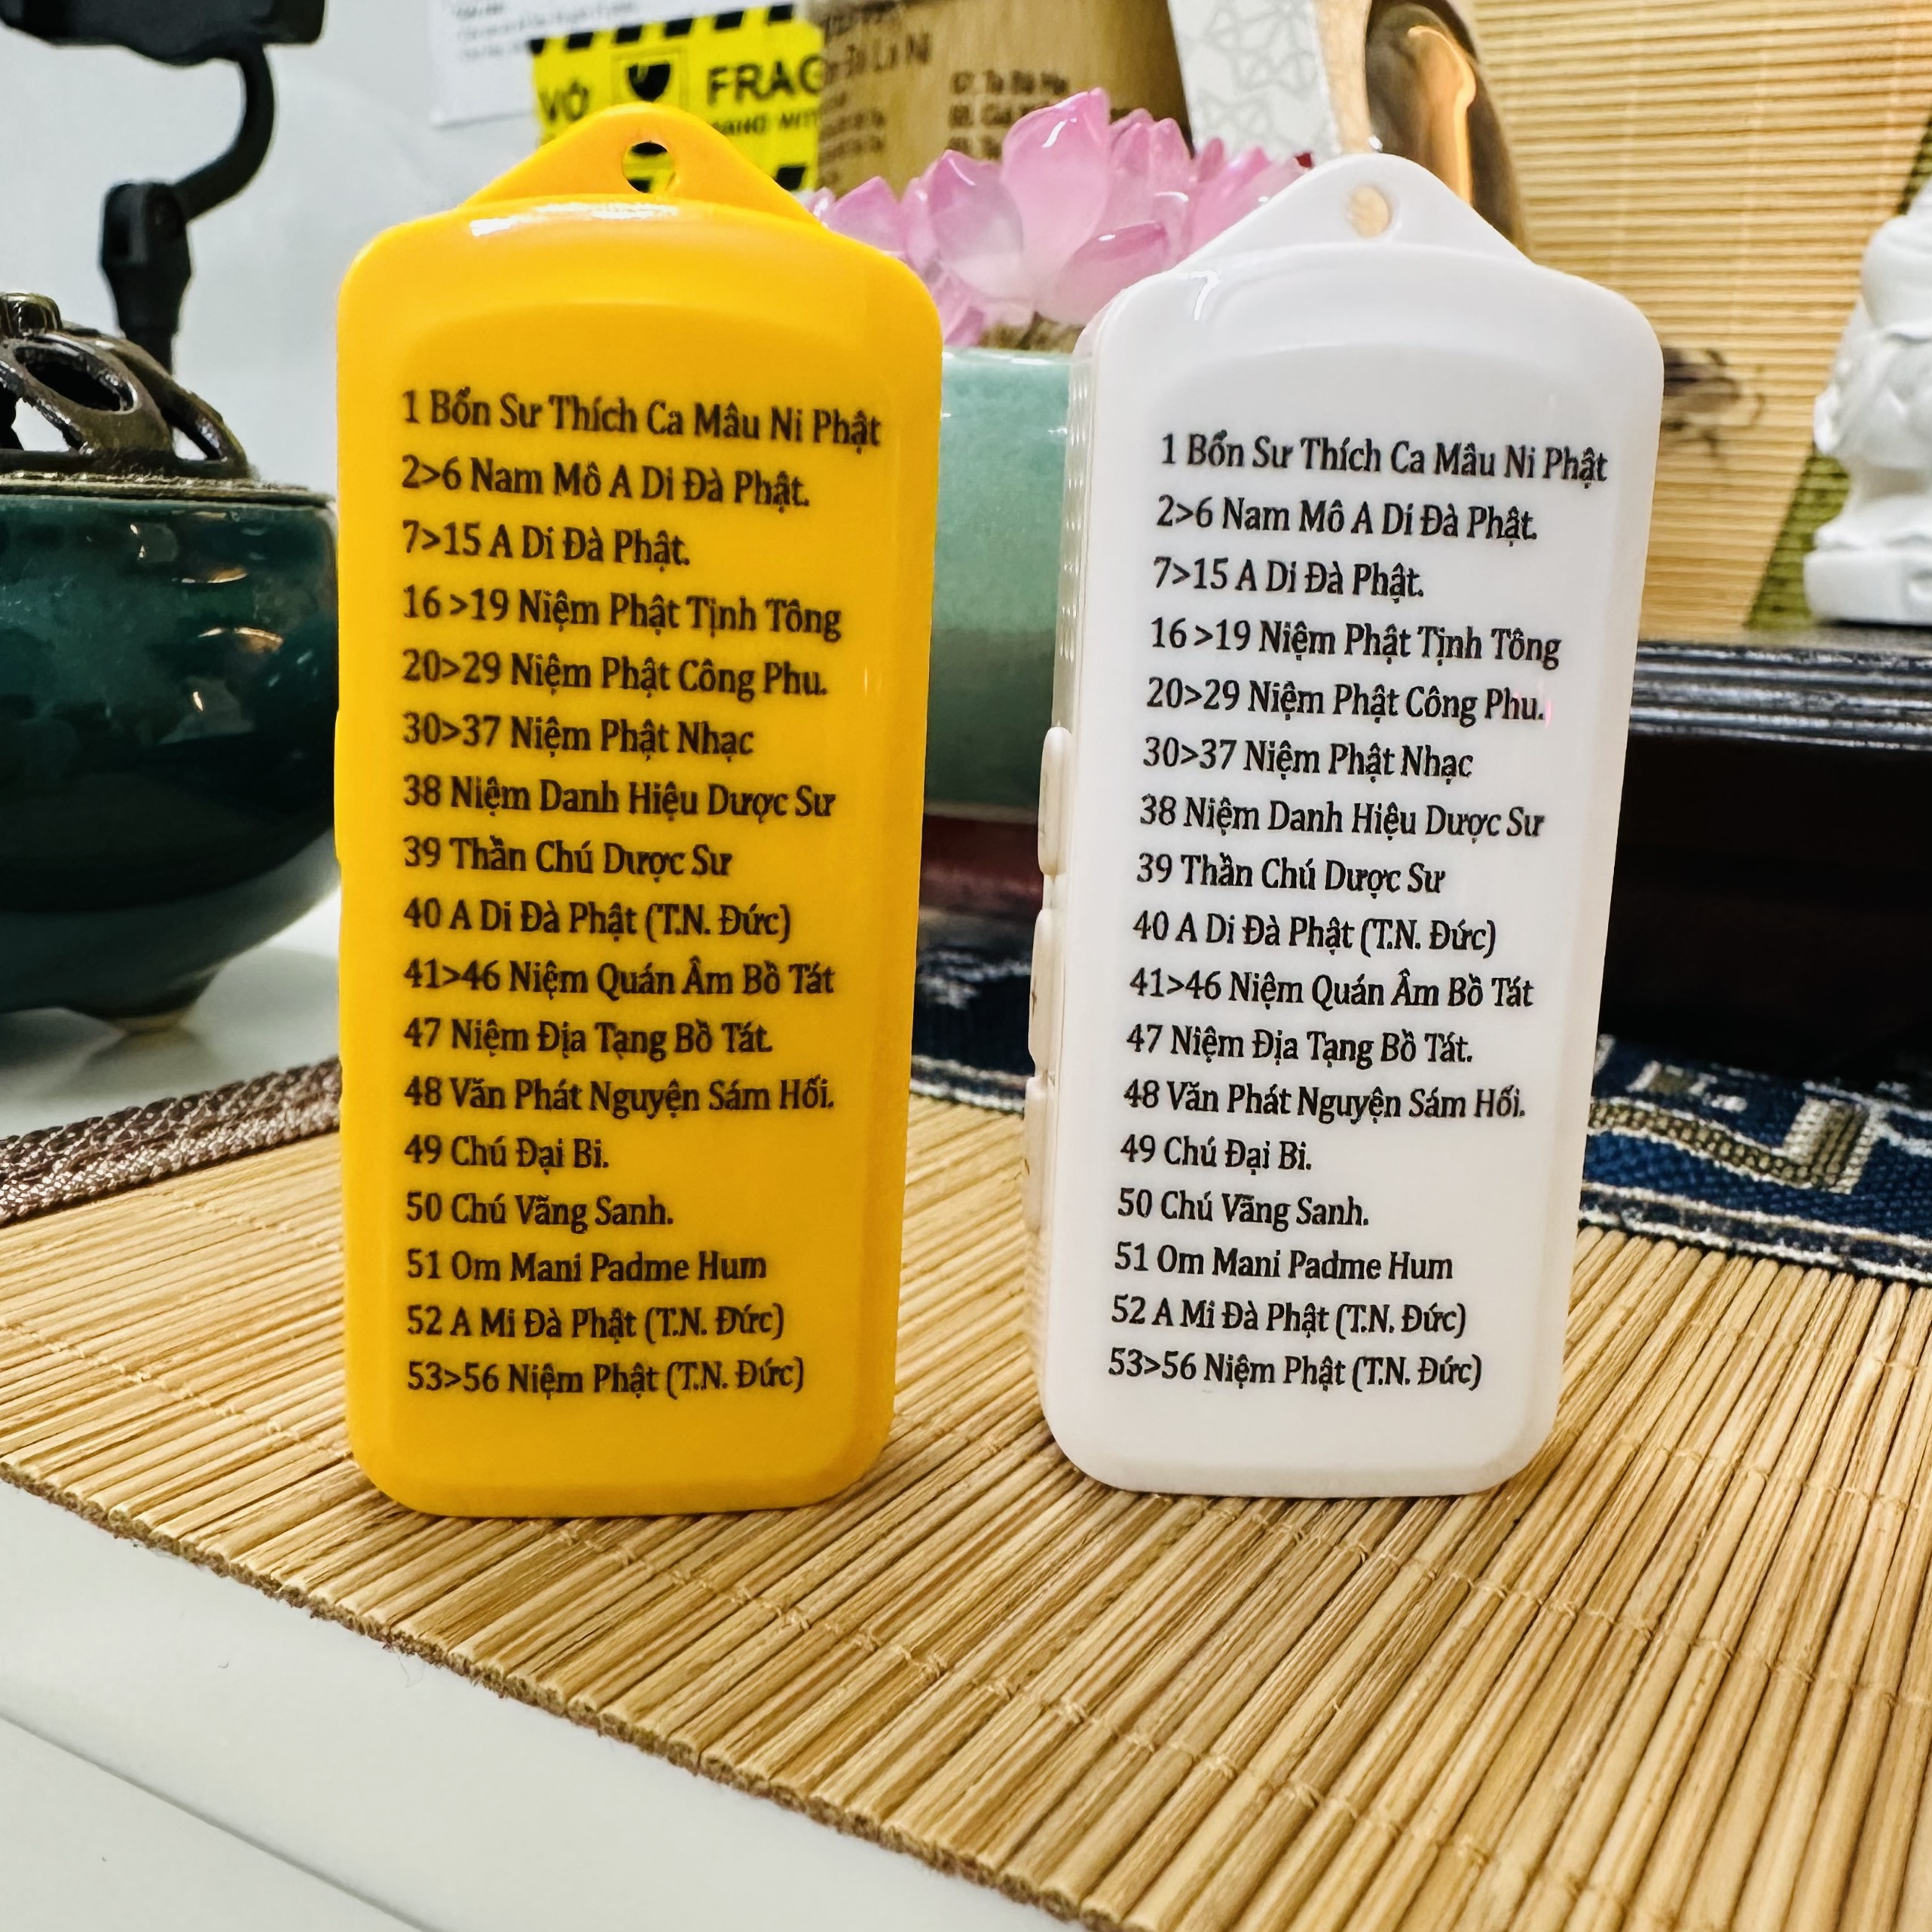 VỠ FRAG
1 Bổn Sư Thích Ca Mâu Ni Phật
2>6 Nam Mô A Di Đà Phật.
7>15 A Di Đà Phật.
16 >19 Niệm Phật Tịnh Tông
20>29 Niệm Phật Công Phu.
30>37 Niệm Phật Nhạc
38 Niệm Danh Hiệu Dược Sư
39 Thần Chú Dược Sư
40 A Di Đà Phật (T.N. Đức)
41>46 Niệm Quán Âm Bồ Tát
47 Niệm Địa Tạng Bồ Tát.
48 Văn Phát Nguyện Sám Hối.
49 Chú Đại Bi.
50 Chú Vãng Sanh.
51 Om Mani Padme Hum
52 A Mi Đà Phật (T.N. Đức)
53>56 Niệm Phật (T.N. Đức)
1 Bổn Sư Thích Ca Mâu Ni Phật
2>6 Nam Mô A Di Đà Phật.
7>15 A Di Đà Phật.
16 >19 Niệm Phật Tịnh Tông
20>29 Niệm Phật Công Phu.
30>37 Niệm Phật Nhạc
38 Niệm Danh Hiệu Dược Sư
39 Thần Chú Dược Sư
40 A Di Đà Phật (T.N. Đức)
41>46 Niệm Quán Âm Bồ Tát
47 Niệm Địa Tạng Bồ Tát.
48 Văn Phát Nguyện Sám Hối.
49 Chú Đại Bi.
50 Chú Vãng Sanh.
51 Om Mani Padme Hum
52 A Mi Đà Phật (T.N. Đức)
53>56 Niệm Phật (T.N. Đức)